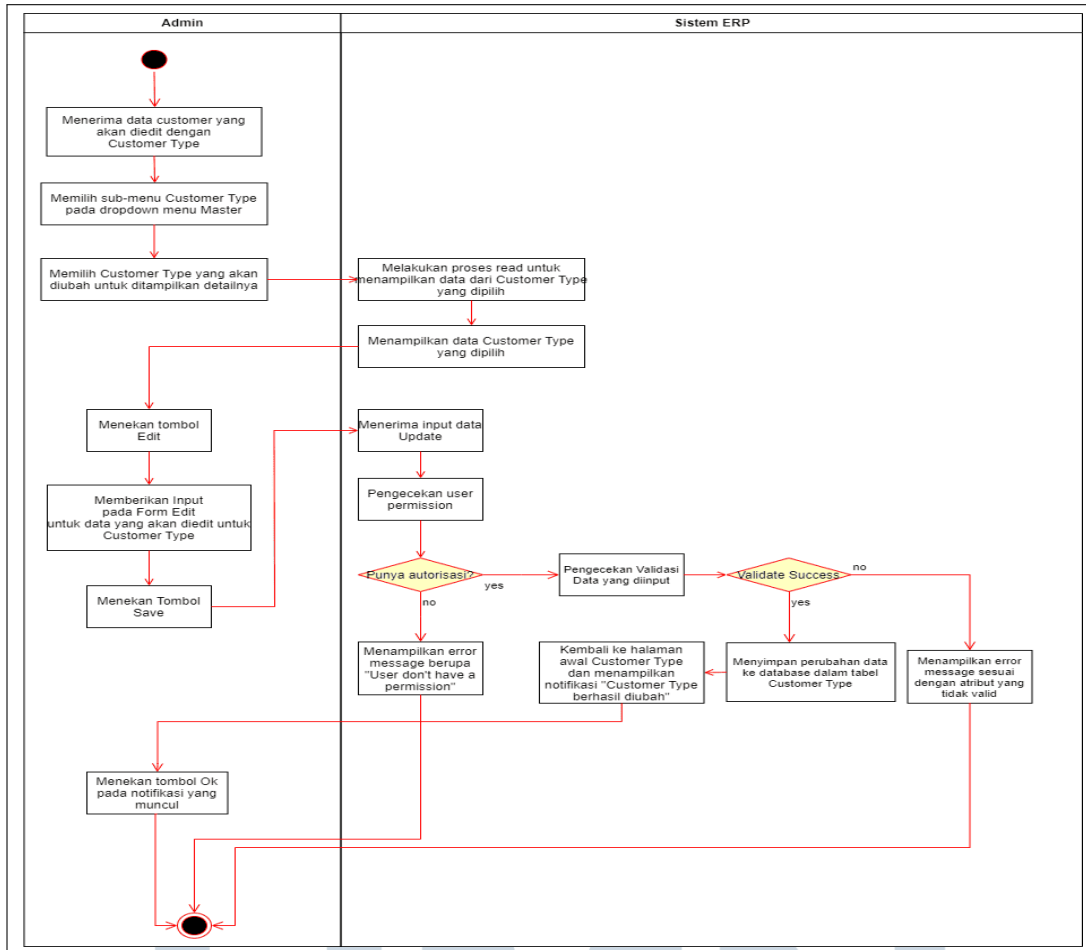 Admin
Sistem ERP
Menerima data customer yang
akan diedit dengan
Customer Type
Memilih sub-menu Customer Type
pada dropdown menu Master
Memilih Customer Type yang akan
diubah untuk ditampilkan detailnya
Melakukan proses read untuk
menampilkan data dari Customer Type
yang dipilih
Menampilkan data Customer Type
yang dipilih
Menekan tombol
Edit
Menerima input data
Update
Memberikan Input
pada Form Edit
untuk data yang akan diedit untuk
Customer Type
Pengecekan user
permission
Menekan Tombol
Save
Punya autorisasi?
yes
no
Pengecekan Validasi
Data yang diinput
Validate Success
no
yes
Menampilkan error
message berupa
"User don't have a
permission"
Kembali ke halaman
awal Customer Type
dan menampilkan
notifikasi "Customer Type
berhasil diubah"
Menyimpan perubahan data
ke database dalam tabel
Customer Type
Menampilkan error
message sesuai
dengan atribut yang
tidak valid
Menekan tombol Ok
pada notifikasi yang
muncul